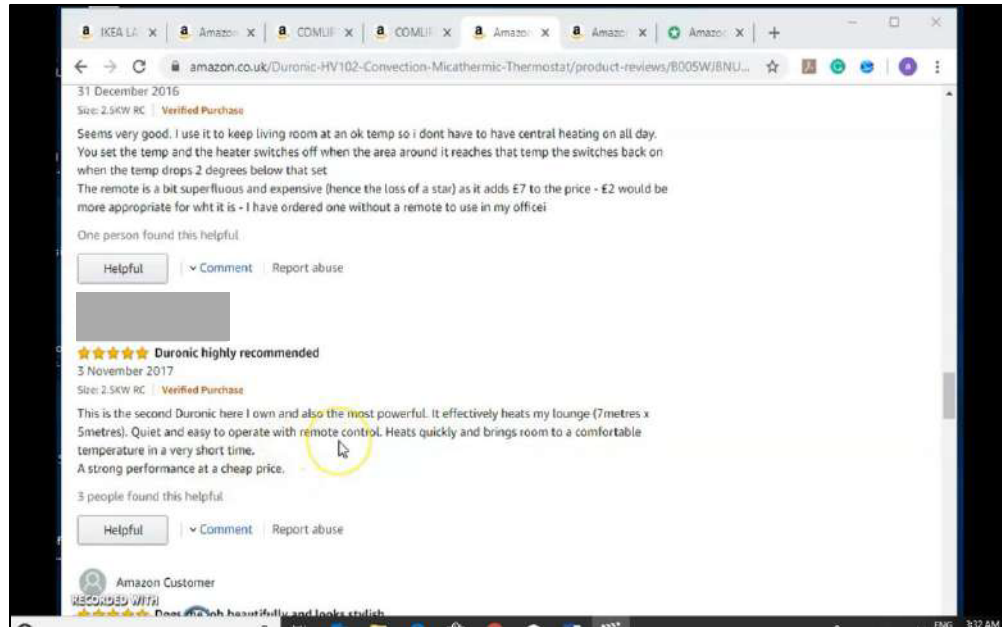 IKEA LA
Amazon
COMLIF
COMLIF
Amazon
Amazon
Amazon
amazon.co.uk/Duronic-HV102-Convection-Micathermic-Thermostat/product-reviews/B005WJBNU...
31 December 2016
Size: 2.5KW RC | Verified Purchase
Seems very good. I use it to keep living room at an ok temp so i dont have to have central heating on all day.
You set the temp and the heater switches off when the area around it reaches that temp the switches back on
when the temp drops 2 degrees below that set
The remote is a bit superfluous and expensive (hence the loss of a star) as it adds £7 to the price - £2 would be
more appropriate for wht it is - I have ordered one without a remote to use in my officei
One person found this helpful
Helpful | Comment | Report abuse
Duronic highly recommended
3 November 2017
Size: 2.5KW RC | Verified Purchase
This is the second Duronic here I own and also the most powerful. It effectively heats my lounge (7metres x
5metres). Quiet and easy to operate with remote control. Heats quickly and brings room to a comfortable
temperature in a very short time.
A strong performance at a cheap price.
3 people found this helpful
Helpful | Comment | Report abuse
Amazon Customer
RECORDED WITH
Does the job beautifully and looks stylish
ENG 3:32 AM